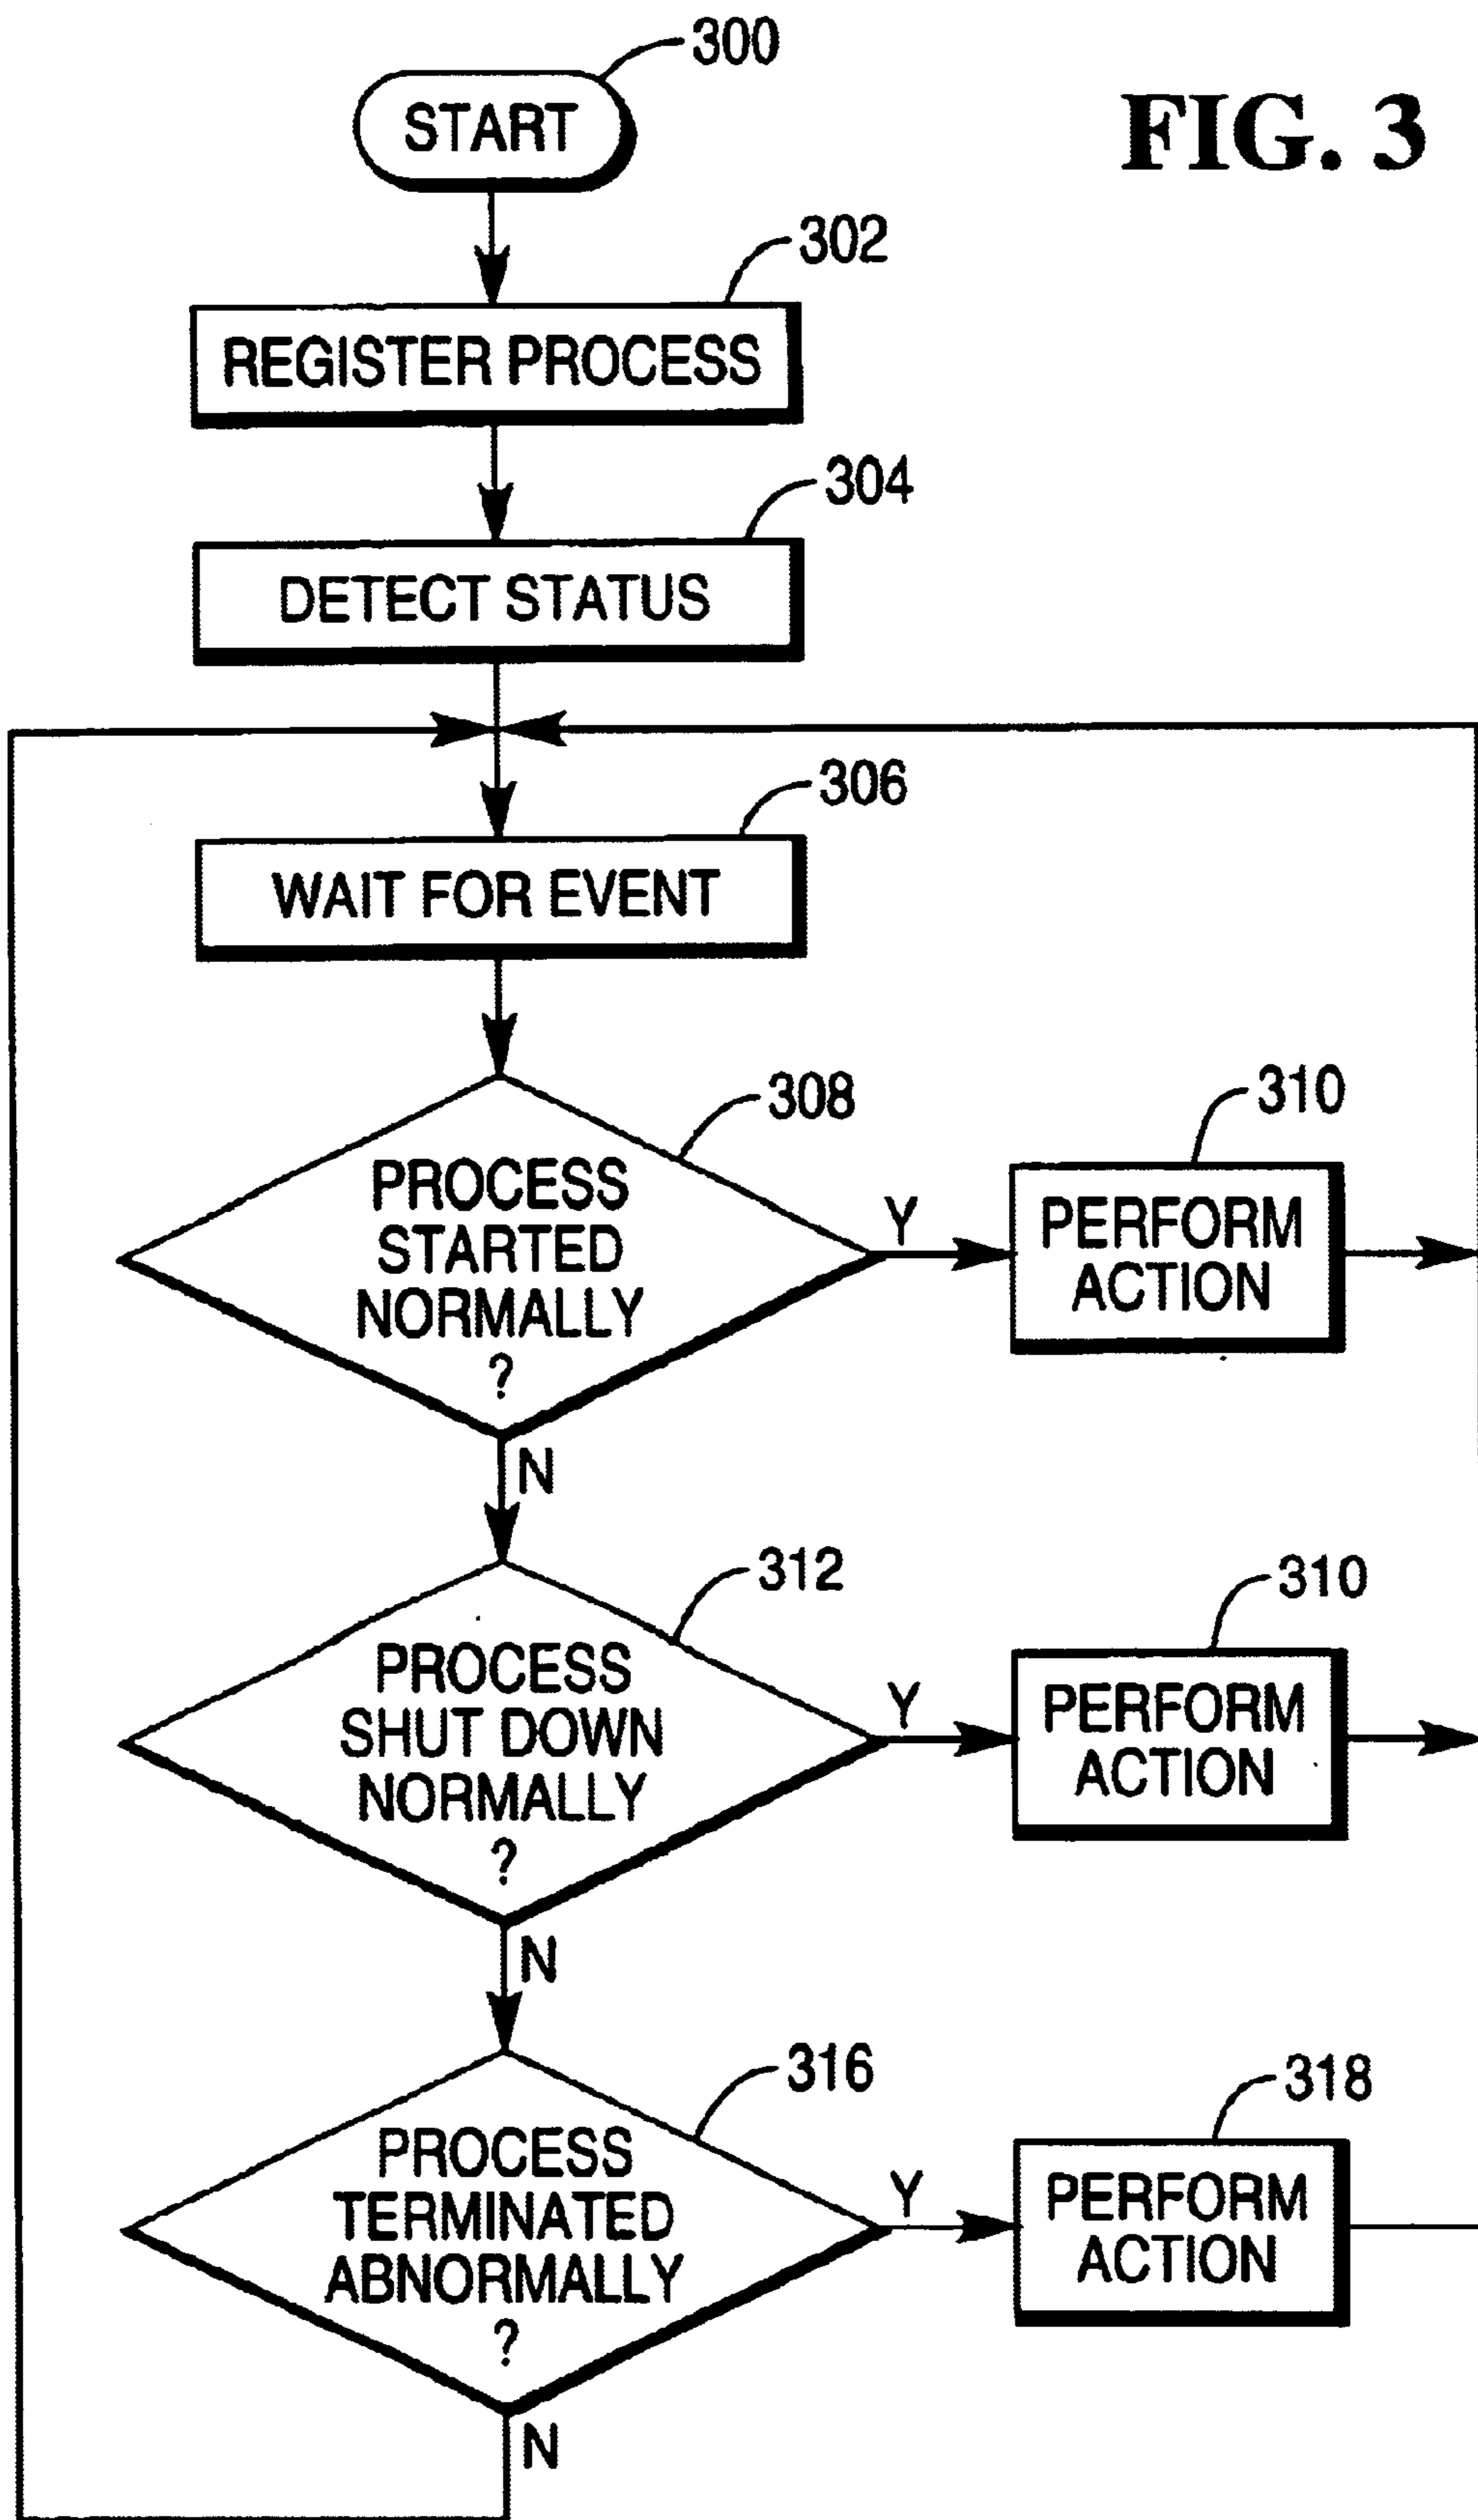 300
START
FIG. 3
302
REGISTER PROCESS
304
DETECT STATUS
306
WAIT FOR EVENT
308
PROCESS
STARTED
NORMALLY
?
Y
310
PERFORM
ACTION
N
312
PROCESS
SHUT DOWN
NORMALLY
?
Y
310
PERFORM
ACTION
N
316
PROCESS
TERMINATED
ABNORMALLY
?
Y
318
PERFORM
ACTION
N